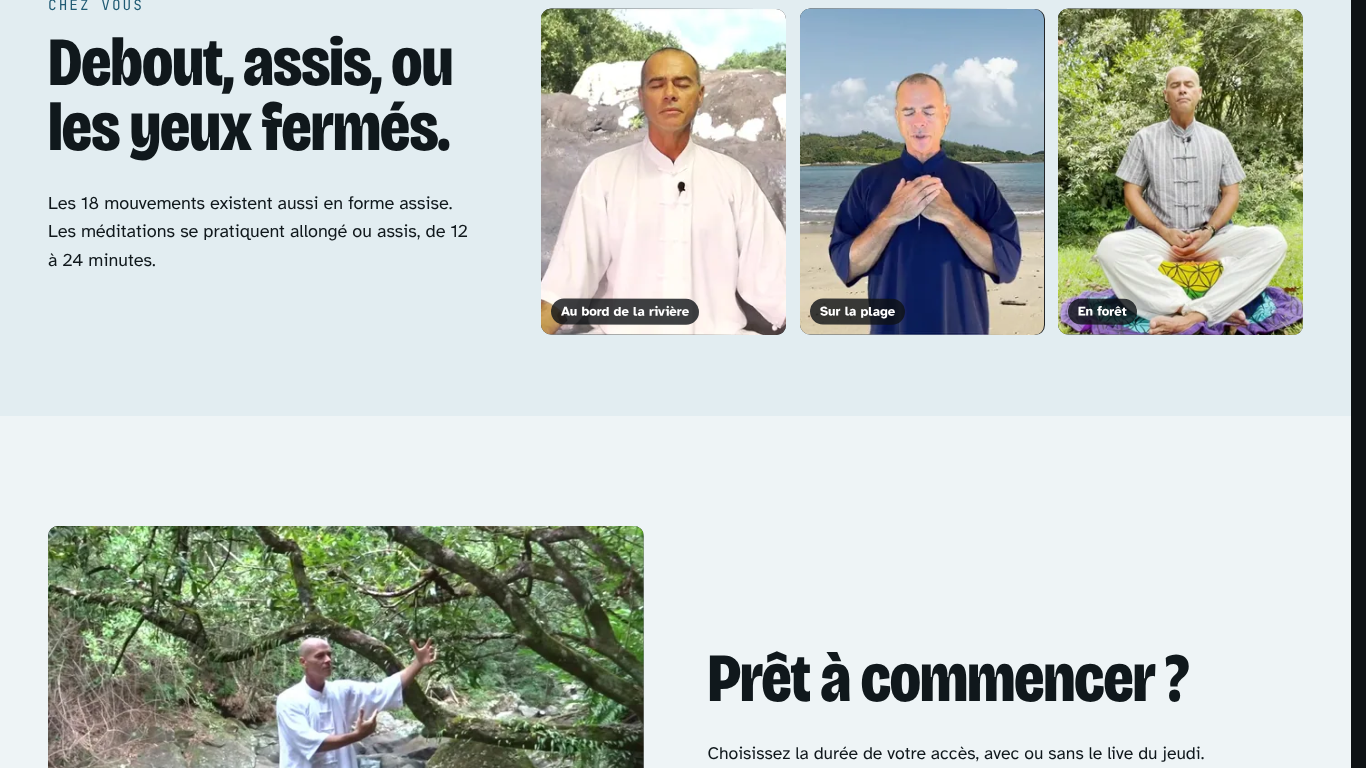 CHEZ VOUS
Debout, assis, ou
les yeux fermés.
Les 18 mouvements existent aussi en forme assise.
Les méditations se pratiquent allongé ou assis, de 12
à 24 minutes.
Au bord de la rivière
Sur la plage
En forêt
Prêt à commencer ?
Choisissez la durée de votre accès, avec ou sans le live du jeudi.